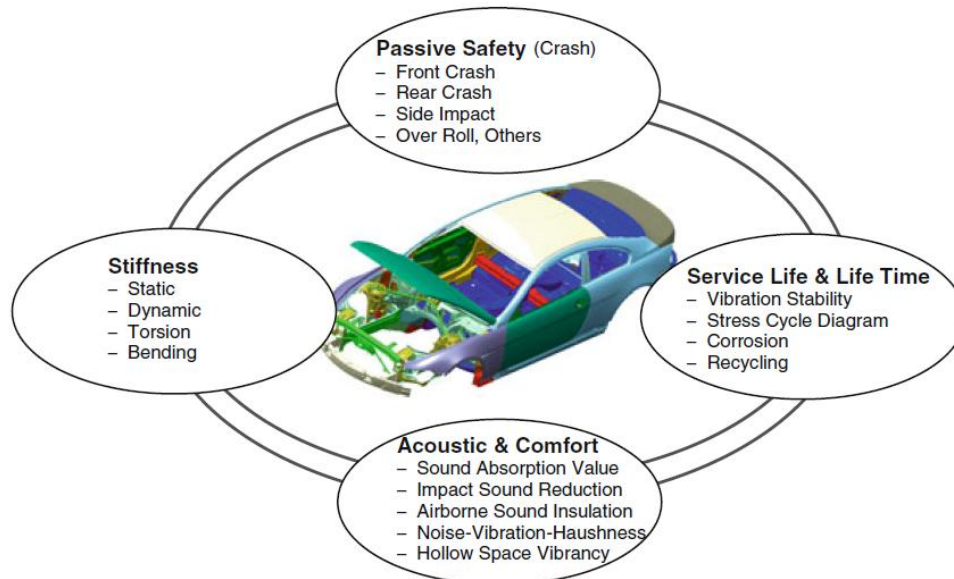 Passive Safety (Crash)
– Front Crash
– Rear Crash
– Side Impact
– Over Roll, Others
Stiffness
– Static
– Dynamic
– Torsion
– Bending
Service Life & Life Time
– Vibration Stability
– Stress Cycle Diagram
– Corrosion
– Recycling
Acoustic & Comfort
– Sound Absorption Value
– Impact Sound Reduction
– Airborne Sound Insulation
– Noise-Vibration-Haushness
– Hollow Space Vibrancy